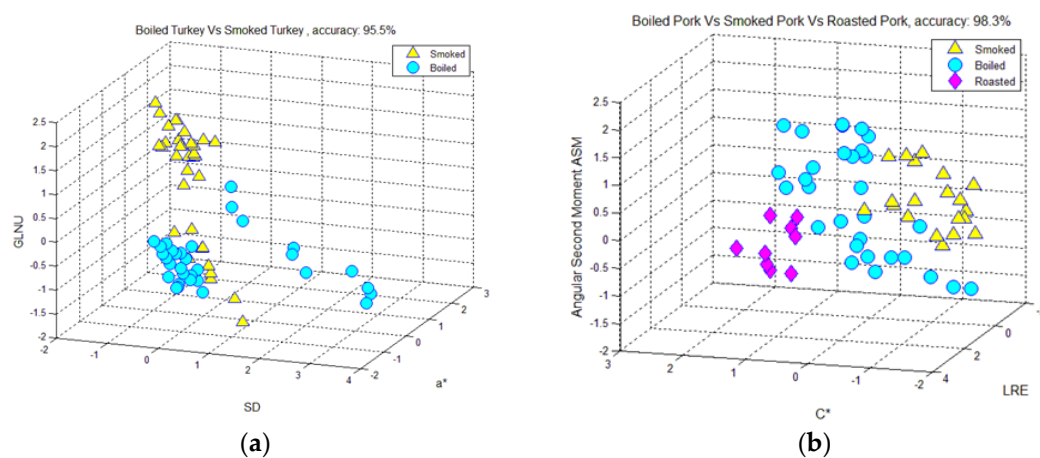 Boiled Turkey Vs Smoked Turkey , accuracy: 95.5%
Smoked
Boiled
GLNU
2.5
2
1.5
1
0.5
0
-0.5
-1
-1.5
-2
-2
-1
0
1
2
3
4
SD
-2
-1
0
1
2
3
a*
(a)
Boiled Pork Vs Smoked Pork Vs Roasted Pork, accuracy: 98.3%
Smoked
Boiled
Roasted
Angular Second Moment ASM
2.5
2
1.5
1
0.5
0
-0.5
-1
-1.5
-2
3
2
1
0
-1
-2
C*
4
2
0
LRE
(b)